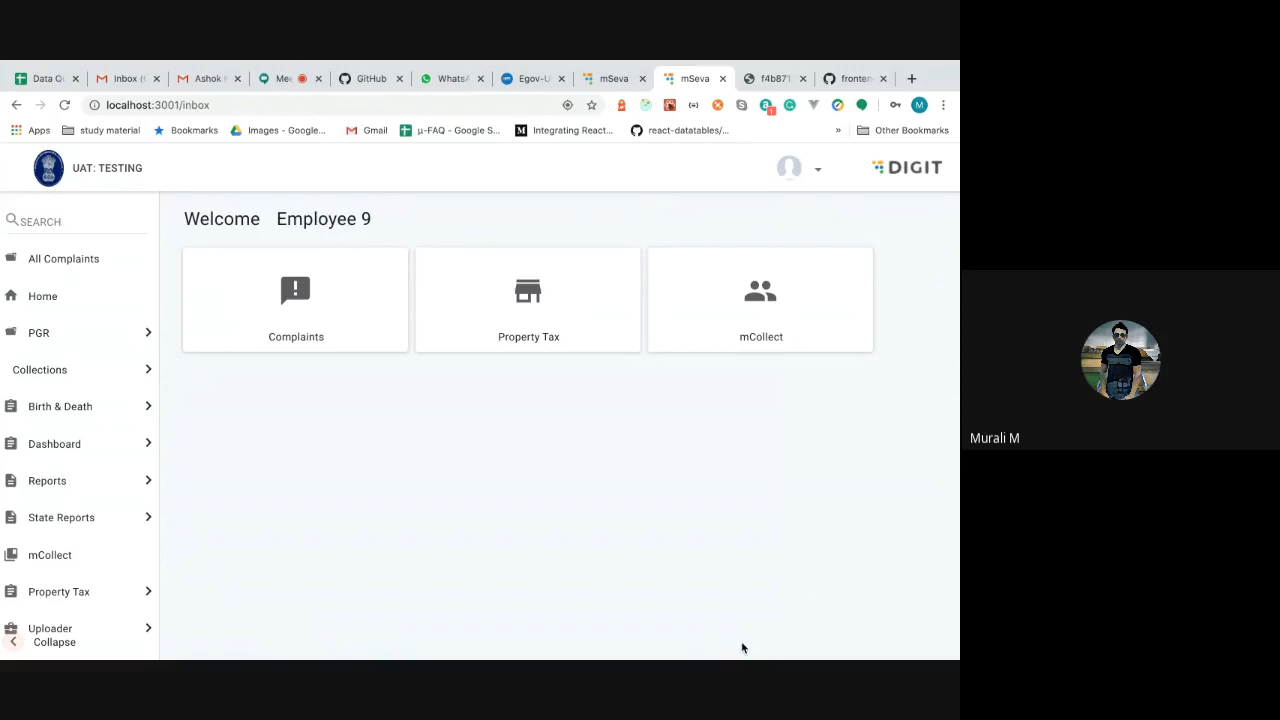 Data Q
Inbox (
Ashok
Mee
GitHub
WhatsA
Egov-U
mSeva
mSeva
f4b871
fronten
localhost:3001/inbox
Apps
study material
Bookmarks
Images - Google...
Gmail
μ-FAQ - Google S...
Integrating React...
react-datatables/...
»
Other Bookmarks
UAT: TESTING
DIGIT
SEARCH
Welcome Employee 9
All Complaints
Home
PGR
Collections
Birth & Death
Dashboard
Reports
State Reports
mCollect
Property Tax
Uploader
Collapse
Complaints
Property Tax
mCollect
Murali M